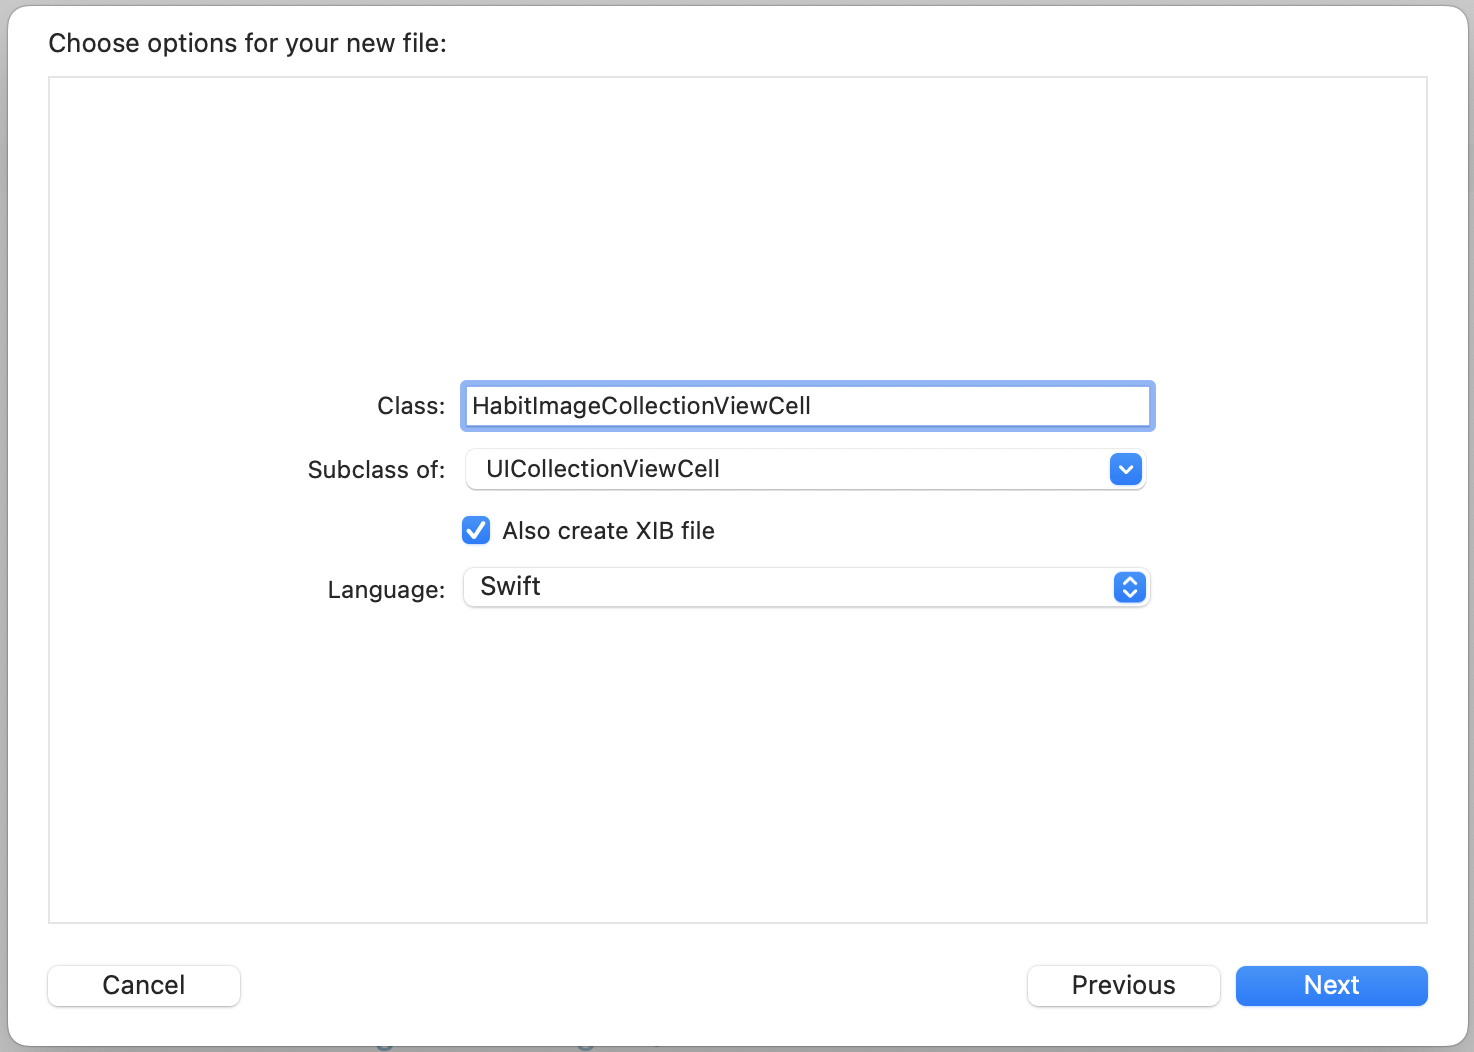 Choose options for your new file:
Class: HabitImageCollectionViewCell
Subclass of: UICollectionViewCell
Also create XIB file
Language: Swift
Cancel Previous Next